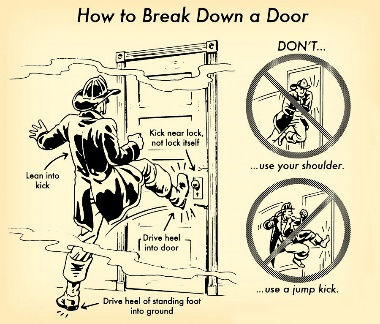 How to Break Down a Door
DON'T...
Kick near lock,
not lock itself
Lean into
kick
...use your shoulder.
Drive heel
into door
...use a jump kick.
Drive heel of standing foot
into ground